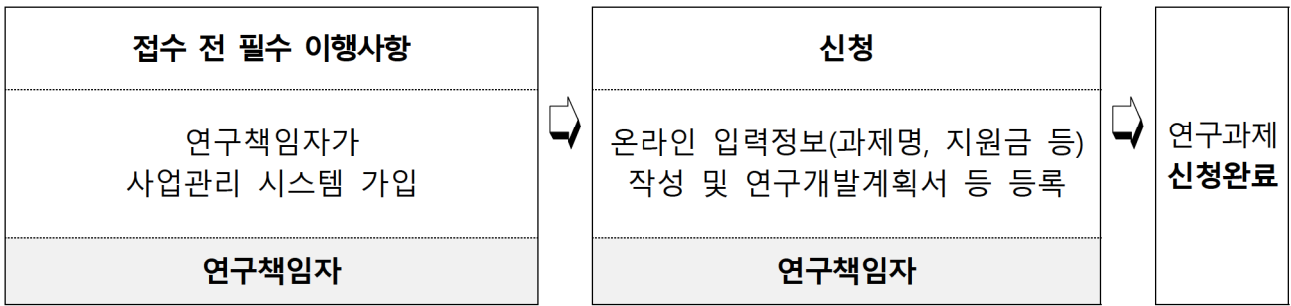 접수 전 필수 이행사항
연구책임자가
사업관리 시스템 가입
연구책임자
신청
온라인 입력정보(과제명, 지원금 등)
작성 및 연구개발계획서 등 등록
연구책임자
연구과제
신청완료